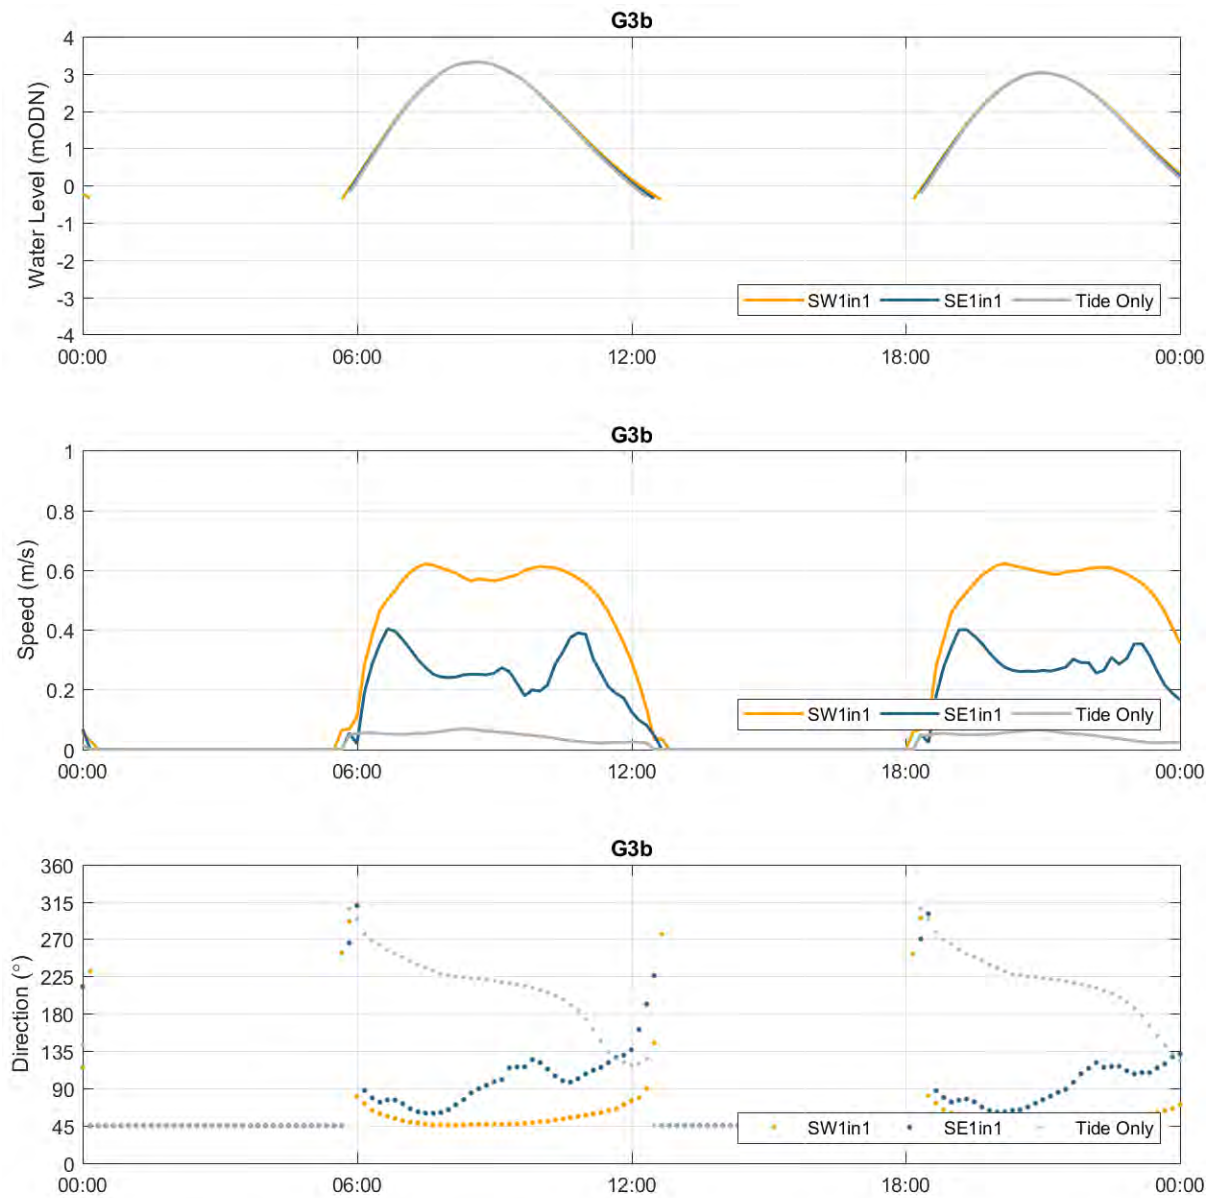 G3b
Water Level (mODN)
4
3
2
1
0
-1
-2
-3
-4
SW1in1 SE1in1 Tide Only
00:00 06:00 12:00 18:00 00:00
G3b
Speed (m/s)
1
0.8
0.6
0.4
0.2
0
SW1in1 SE1in1 Tide Only
00:00 06:00 12:00 18:00 00:00
G3b
Direction (°)
360
315
270
225
180
135
90
45
0
SW1in1 SE1in1 Tide Only
00:00 06:00 12:00 18:00 00:00